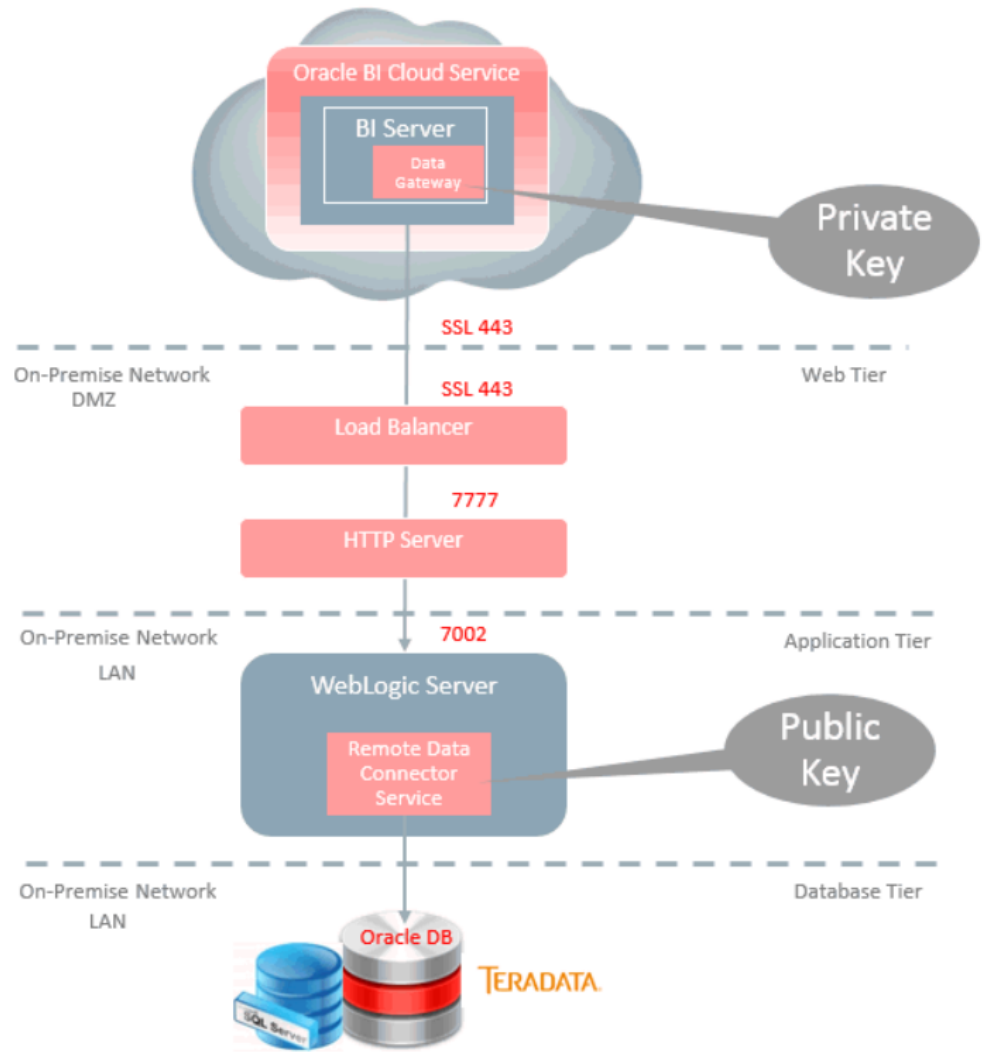 Oracle BI Cloud Service
BI Server
Data
Gateway
Private
Key
SSL 443
On-Premise Network
DMZ
Web Tier
SSL 443
Load Balancer
7777
HTTP Server
On-Premise Network
LAN
7002
Application Tier
WebLogic Server
Remote Data
Connector
Service
Public
Key
On-Premise Network
LAN
Database Tier
Oracle DB
SQL Server
TERADATA.